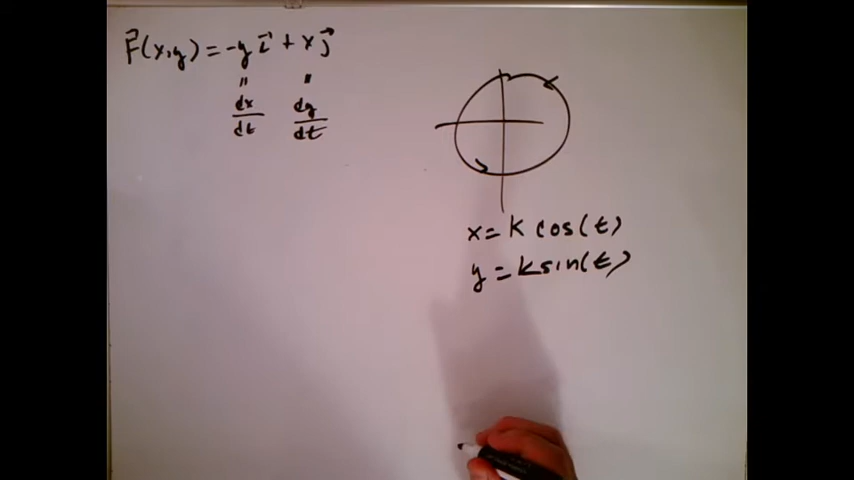 F⃗(x,y) = -y i⃗ + x j⃗
" "
dx/dt dy/dt
x = k cos(t)
y = k sin(t)